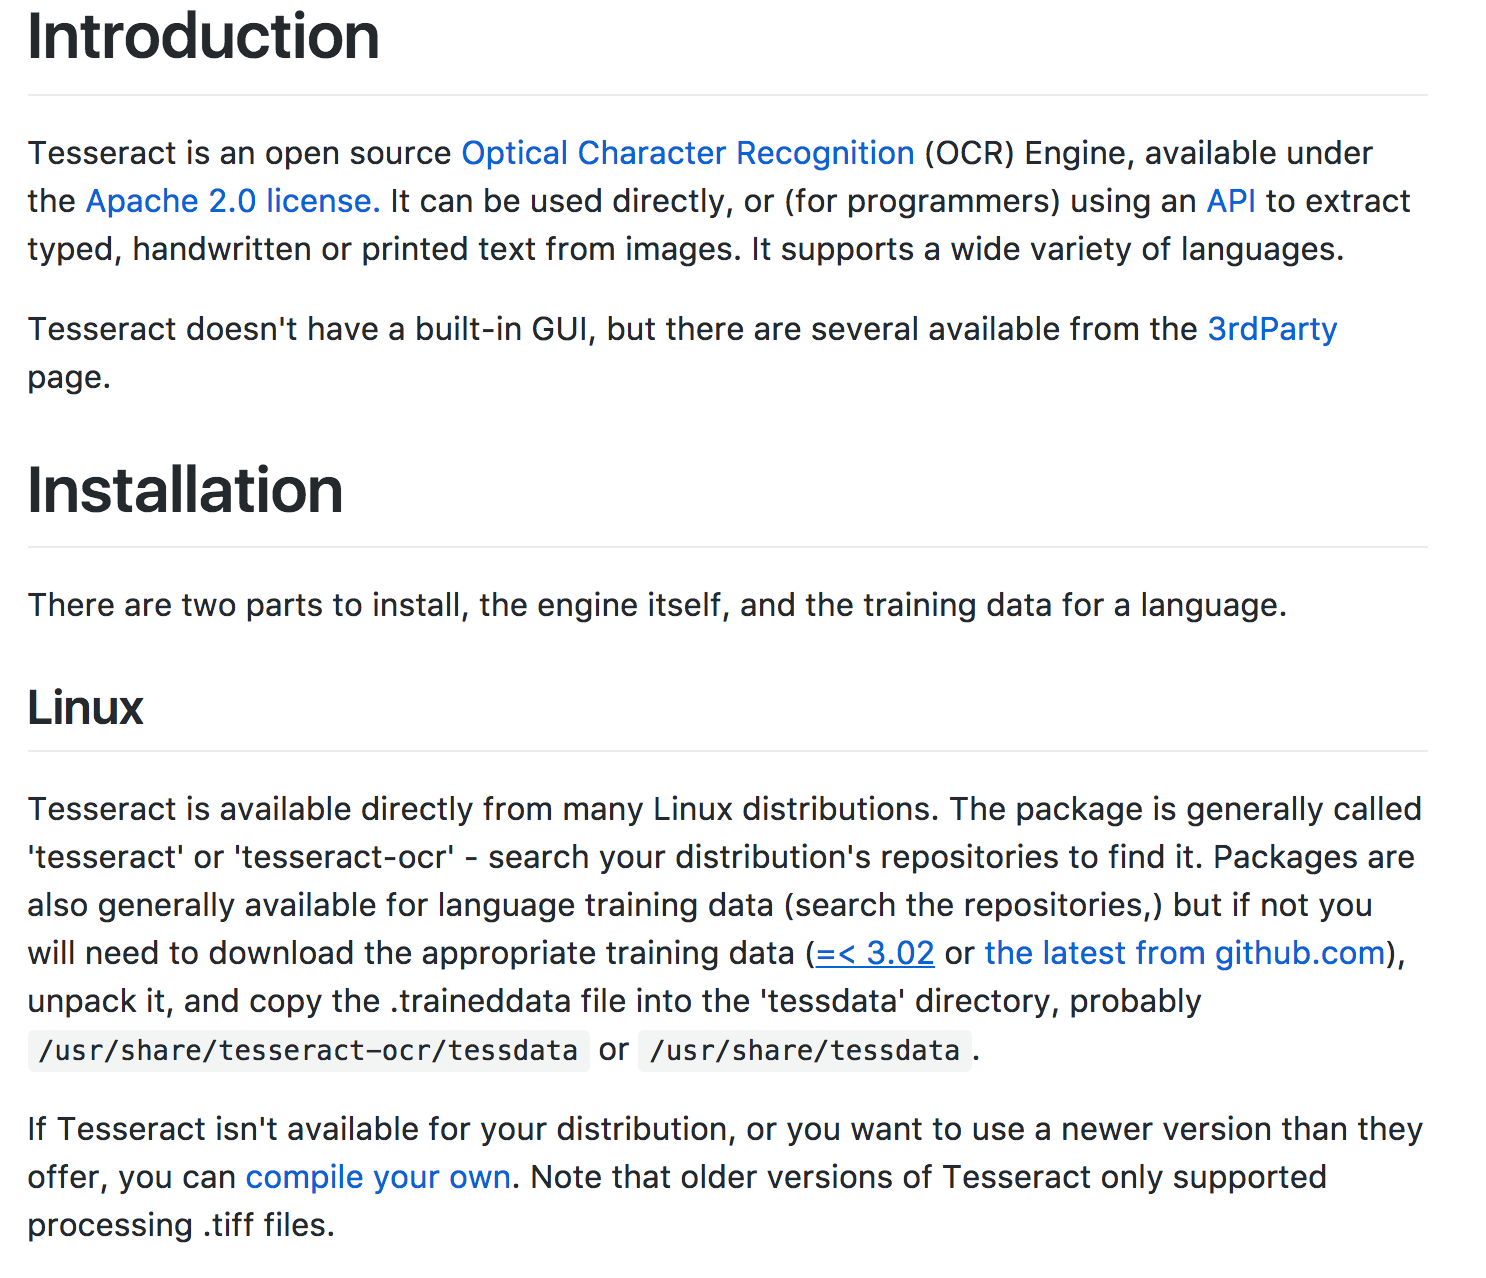 Introduction
Tesseract is an open source Optical Character Recognition (OCR) Engine, available under
the Apache 2.0 license. It can be used directly, or (for programmers) using an API to extract
typed, handwritten or printed text from images. It supports a wide variety of languages.
Tesseract doesn't have a built-in GUI, but there are several available from the 3rdParty
page.
Installation
There are two parts to install, the engine itself, and the training data for a language.
Linux
Tesseract is available directly from many Linux distributions. The package is generally called
'tesseract' or 'tesseract-ocr' - search your distribution's repositories to find it. Packages are
also generally available for language training data (search the repositories,) but if not you
will need to download the appropriate training data (=< 3.02 or the latest from github.com),
unpack it, and copy the .traineddata file into the 'tessdata' directory, probably
/usr/share/tesseract-ocr/tessdata or /usr/share/tessdata.
If Tesseract isn't available for your distribution, or you want to use a newer version than they
offer, you can compile your own. Note that older versions of Tesseract only supported
processing .tiff files.